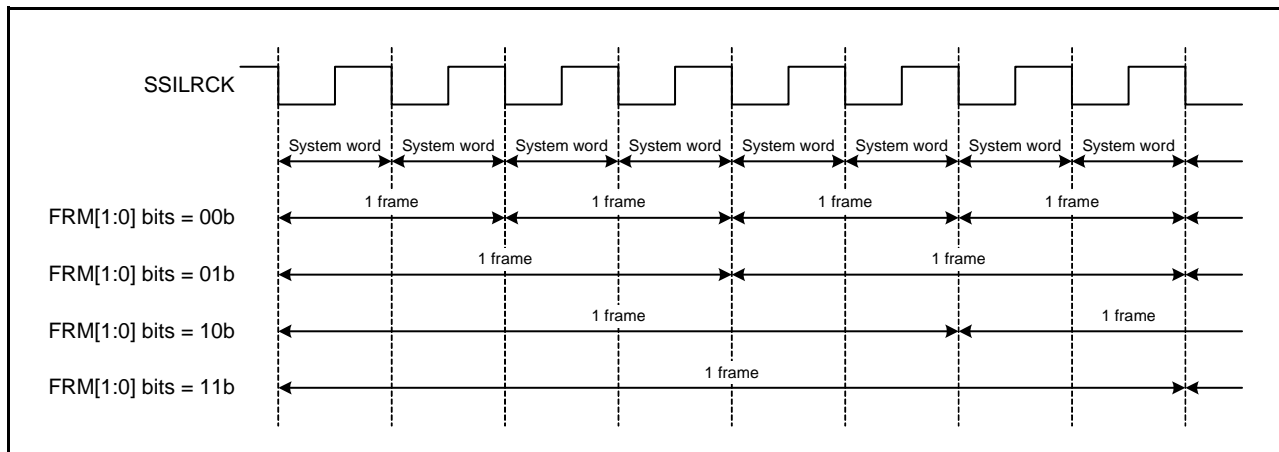 SSILRCK
System word System word System word System word System word System word System word System word
FRM[1:0] bits = 00b 1 frame 1 frame 1 frame 1 frame
FRM[1:0] bits = 01b 1 frame 1 frame
FRM[1:0] bits = 10b 1 frame 1 frame
FRM[1:0] bits = 11b 1 frame